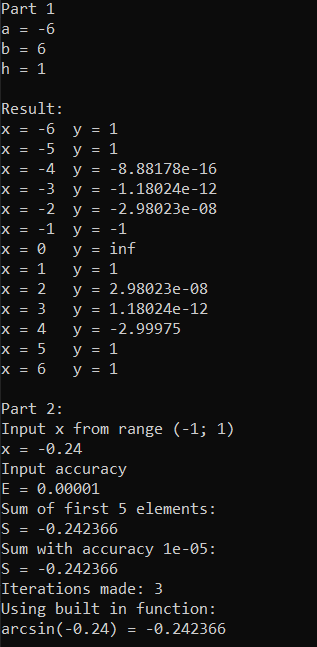 Part 1
a = -6
b = 6
h = 1
Result:
x = -6  y = 1
x = -5  y = 1
x = -4  y = -8.88178e-16
x = -3  y = -1.18024e-12
x = -2  y = -2.98023e-08
x = -1  y = -1
x = 0   y = inf
x = 1   y = 1
x = 2   y = 2.98023e-08
x = 3   y = 1.18024e-12
x = 4   y = -2.99975
x = 5   y = 1
x = 6   y = 1
Part 2:
Input x from range (-1; 1)
x = -0.24
Input accuracy
E = 0.00001
Sum of first 5 elements:
S = -0.242366
Sum with accuracy 1e-05:
S = -0.242366
Iterations made: 3
Using built in function:
arcsin(-0.24) = -0.242366